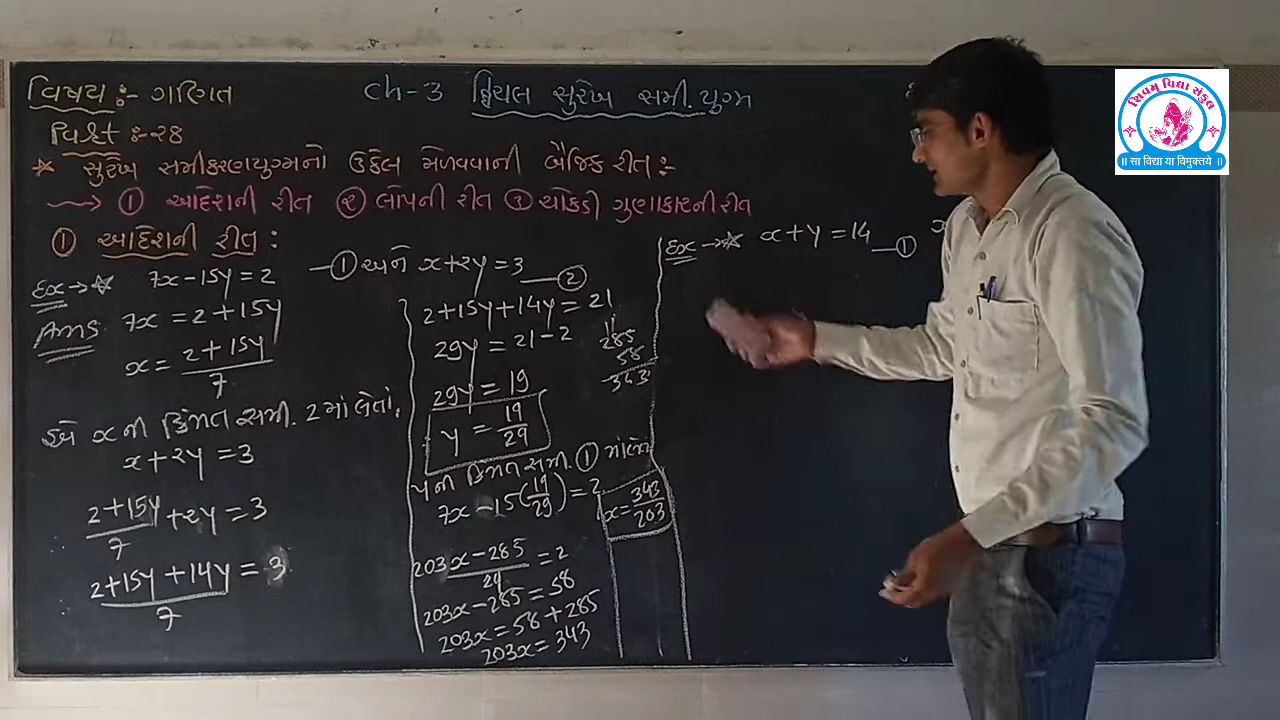 વિષય :- ગણિત
ch-3 દ્વિચલ સુરેખ સમી. યુગ્મ
વિડિ :- ૨૪
* સુરેખ સમીકરણયુગ્મનો ઉકેલ મેળવવાની બૈજિક રીત :-
① આદેશની રીત ② લોપની રીત ③ ચોકડી ગુણાકારની રીત
① આદેશની રીત :
Ex → * 7x - 15y = 2 —① અને x + 2y = 3 —②
Ans 7x = 2 + 15y
x = (2 + 15y)/7
એ x ની કિંમત સમી. 2 માં લેતાં,
x + 2y = 3
(2 + 15y)/7 + 2y = 3
(2 + 15y + 14y)/7 = 3
2 + 15y + 14y = 21
29y = 21 - 2
29y = 19
y = 19/29
y ની કિંમત સમી. ① માં લેતાં
7x - 15(19/29) = 2
(203x - 285)/29 = 2
203x - 285 = 58
203x = 58 + 285
203x = 343
11
285
58
343
x = 343/203
Ex → * x + y = 14 —①
x
શિવમ્ વિદ્યા સંકુલ
॥ सा विद्या या विमुक्तये ॥